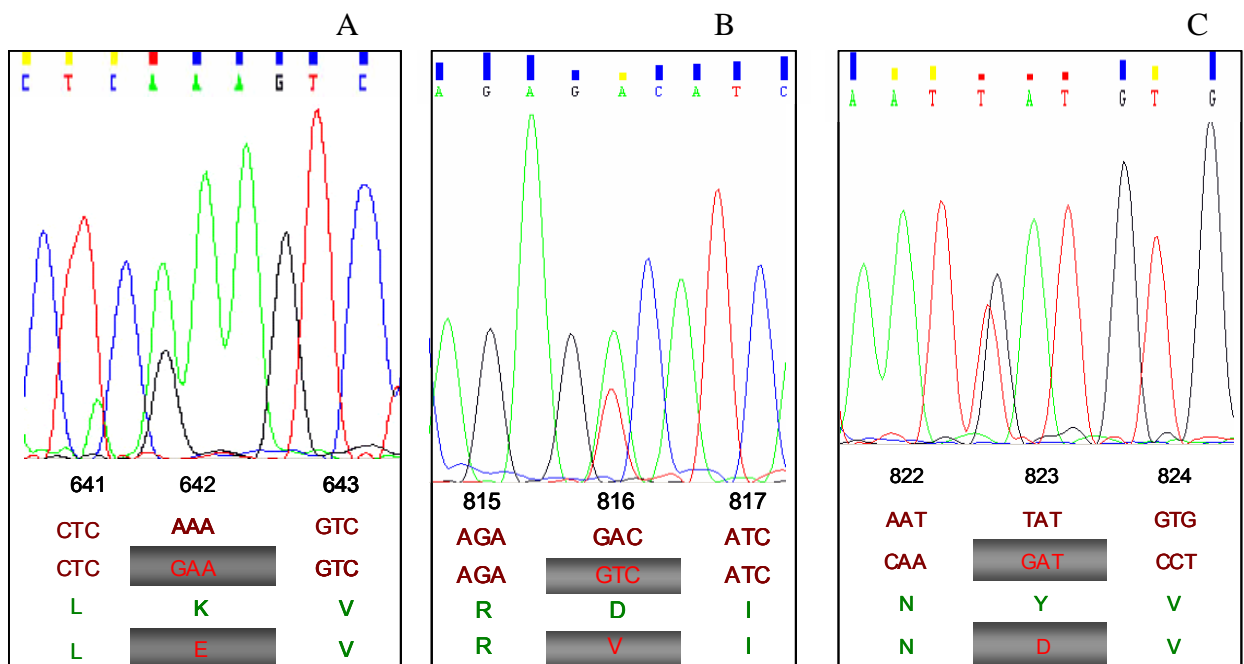 A B C
C T C A A A G T C
A G A G A C A T C
A A T T A T G T G
641 642 643
CTC AAA GTC
CTC GAA GTC
L K V
L E V
815 816 817
AGA GAC ATC
AGA GTC ATC
R D I
R V I
822 823 824
AAT TAT GTG
CAA GAT CCT
N Y V
N D V